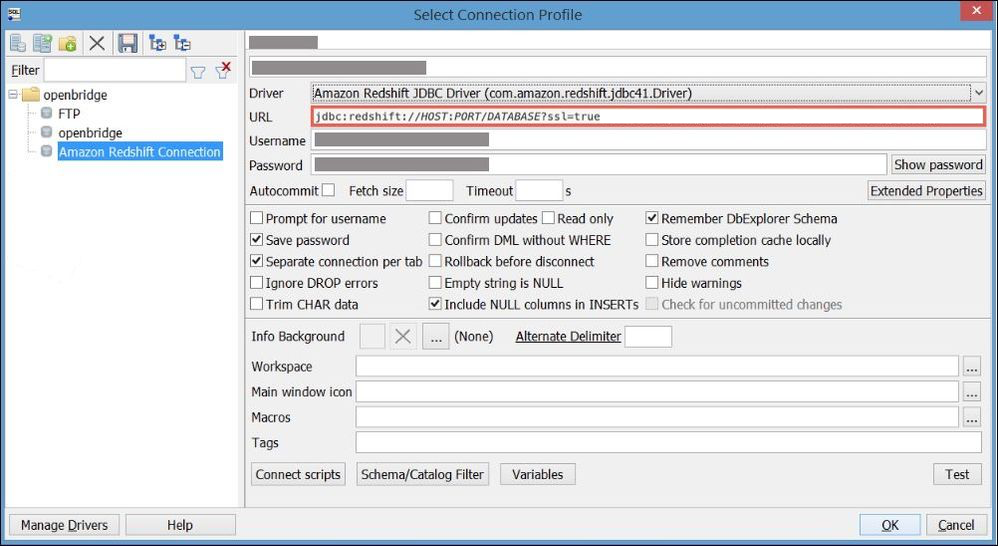 Select Connection Profile
Filter
openbridge
FTP
openbridge
Amazon Redshift Connection
Driver Amazon Redshift JDBC Driver (com.amazon.redshift.jdbc41.Driver)
URL jdbc:redshift://HOST:PORT/DATABASE?ssl=true
Username
Password Show password
Autocommit Fetch size Timeout s Extended Properties
Prompt for username Confirm updates Read only Remember DbExplorer Schema
Save password Confirm DML without WHERE Store completion cache locally
Separate connection per tab Rollback before disconnect Remove comments
Ignore DROP errors Empty string is NULL Hide warnings
Trim CHAR data Include NULL columns in INSERTs Check for uncommitted changes
Info Background ... (None) Alternate Delimiter
Workspace ...
Main window icon ...
Macros ...
Tags
Connect scripts Schema/Catalog Filter Variables Test
Manage Drivers Help OK Cancel